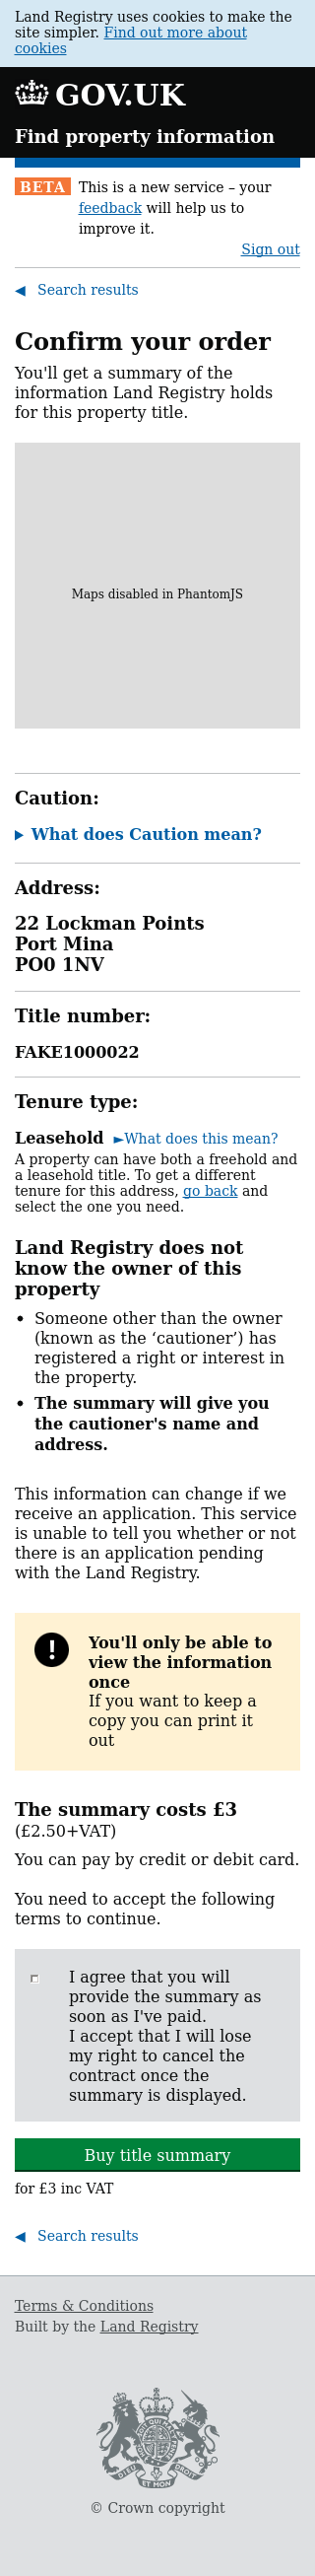 Land Registry uses cookies to make the
site simpler. Find out more about
cookies
GOV.UK
Find property information
BETA This is a new service – your
feedback will help us to
improve it.
Sign out
◀ Search results
Confirm your order
You'll get a summary of the
information Land Registry holds
for this property title.
Maps disabled in PhantomJS
Caution:
▶ What does Caution mean?
Address:
22 Lockman Points
Port Mina
PO0 1NV
Title number:
FAKE1000022
Tenure type:
Leasehold ►What does this mean?
A property can have both a freehold and
a leasehold title. To get a different
tenure for this address, go back and
select the one you need.
Land Registry does not
know the owner of this
property
• Someone other than the owner
(known as the ‘cautioner’) has
registered a right or interest in
the property.
• The summary will give you
the cautioner's name and
address.
This information can change if we
receive an application. This service
is unable to tell you whether or not
there is an application pending
with the Land Registry.
! You'll only be able to
view the information
once
If you want to keep a
copy you can print it
out
The summary costs £3
(£2.50+VAT)
You can pay by credit or debit card.
You need to accept the following
terms to continue.
I agree that you will
provide the summary as
soon as I've paid.
I accept that I will lose
my right to cancel the
contract once the
summary is displayed.
Buy title summary
for £3 inc VAT
◀ Search results
Terms & Conditions
Built by the Land Registry
DIEU ET MON DROIT
© Crown copyright